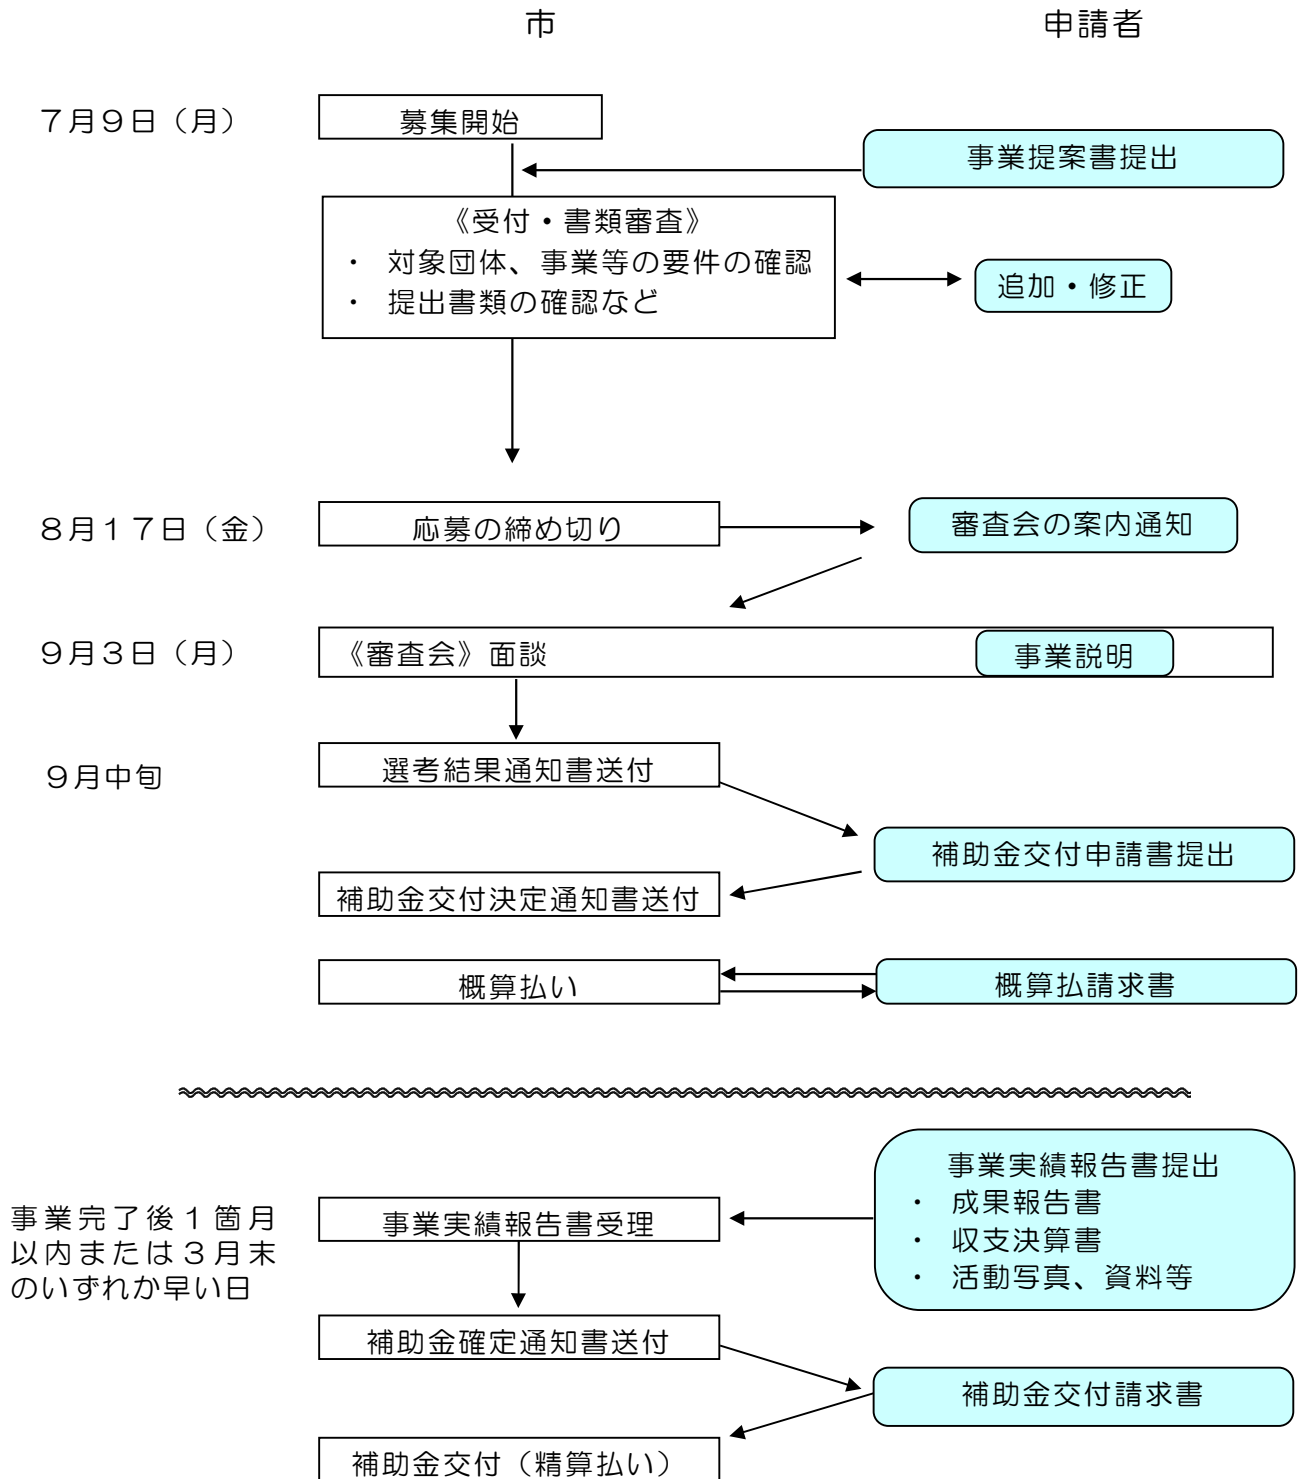 市
申請者
７月９日（月）
募集開始
事業提案書提出
《受付・書類審査》
・ 対象団体、事業等の要件の確認
・ 提出書類の確認など
追加・修正
８月１７日（金）
応募の締め切り
審査会の案内通知
９月３日（月）
《審査会》面談
事業説明
９月中旬
選考結果通知書送付
補助金交付申請書提出
補助金交付決定通知書送付
概算払い
概算払請求書
事業完了後１箇月
以内または３月末
のいずれか早い日
事業実績報告書提出
・ 成果報告書
・ 収支決算書
・ 活動写真、資料等
事業実績報告書受理
補助金確定通知書送付
補助金交付請求書
補助金交付（精算払い）